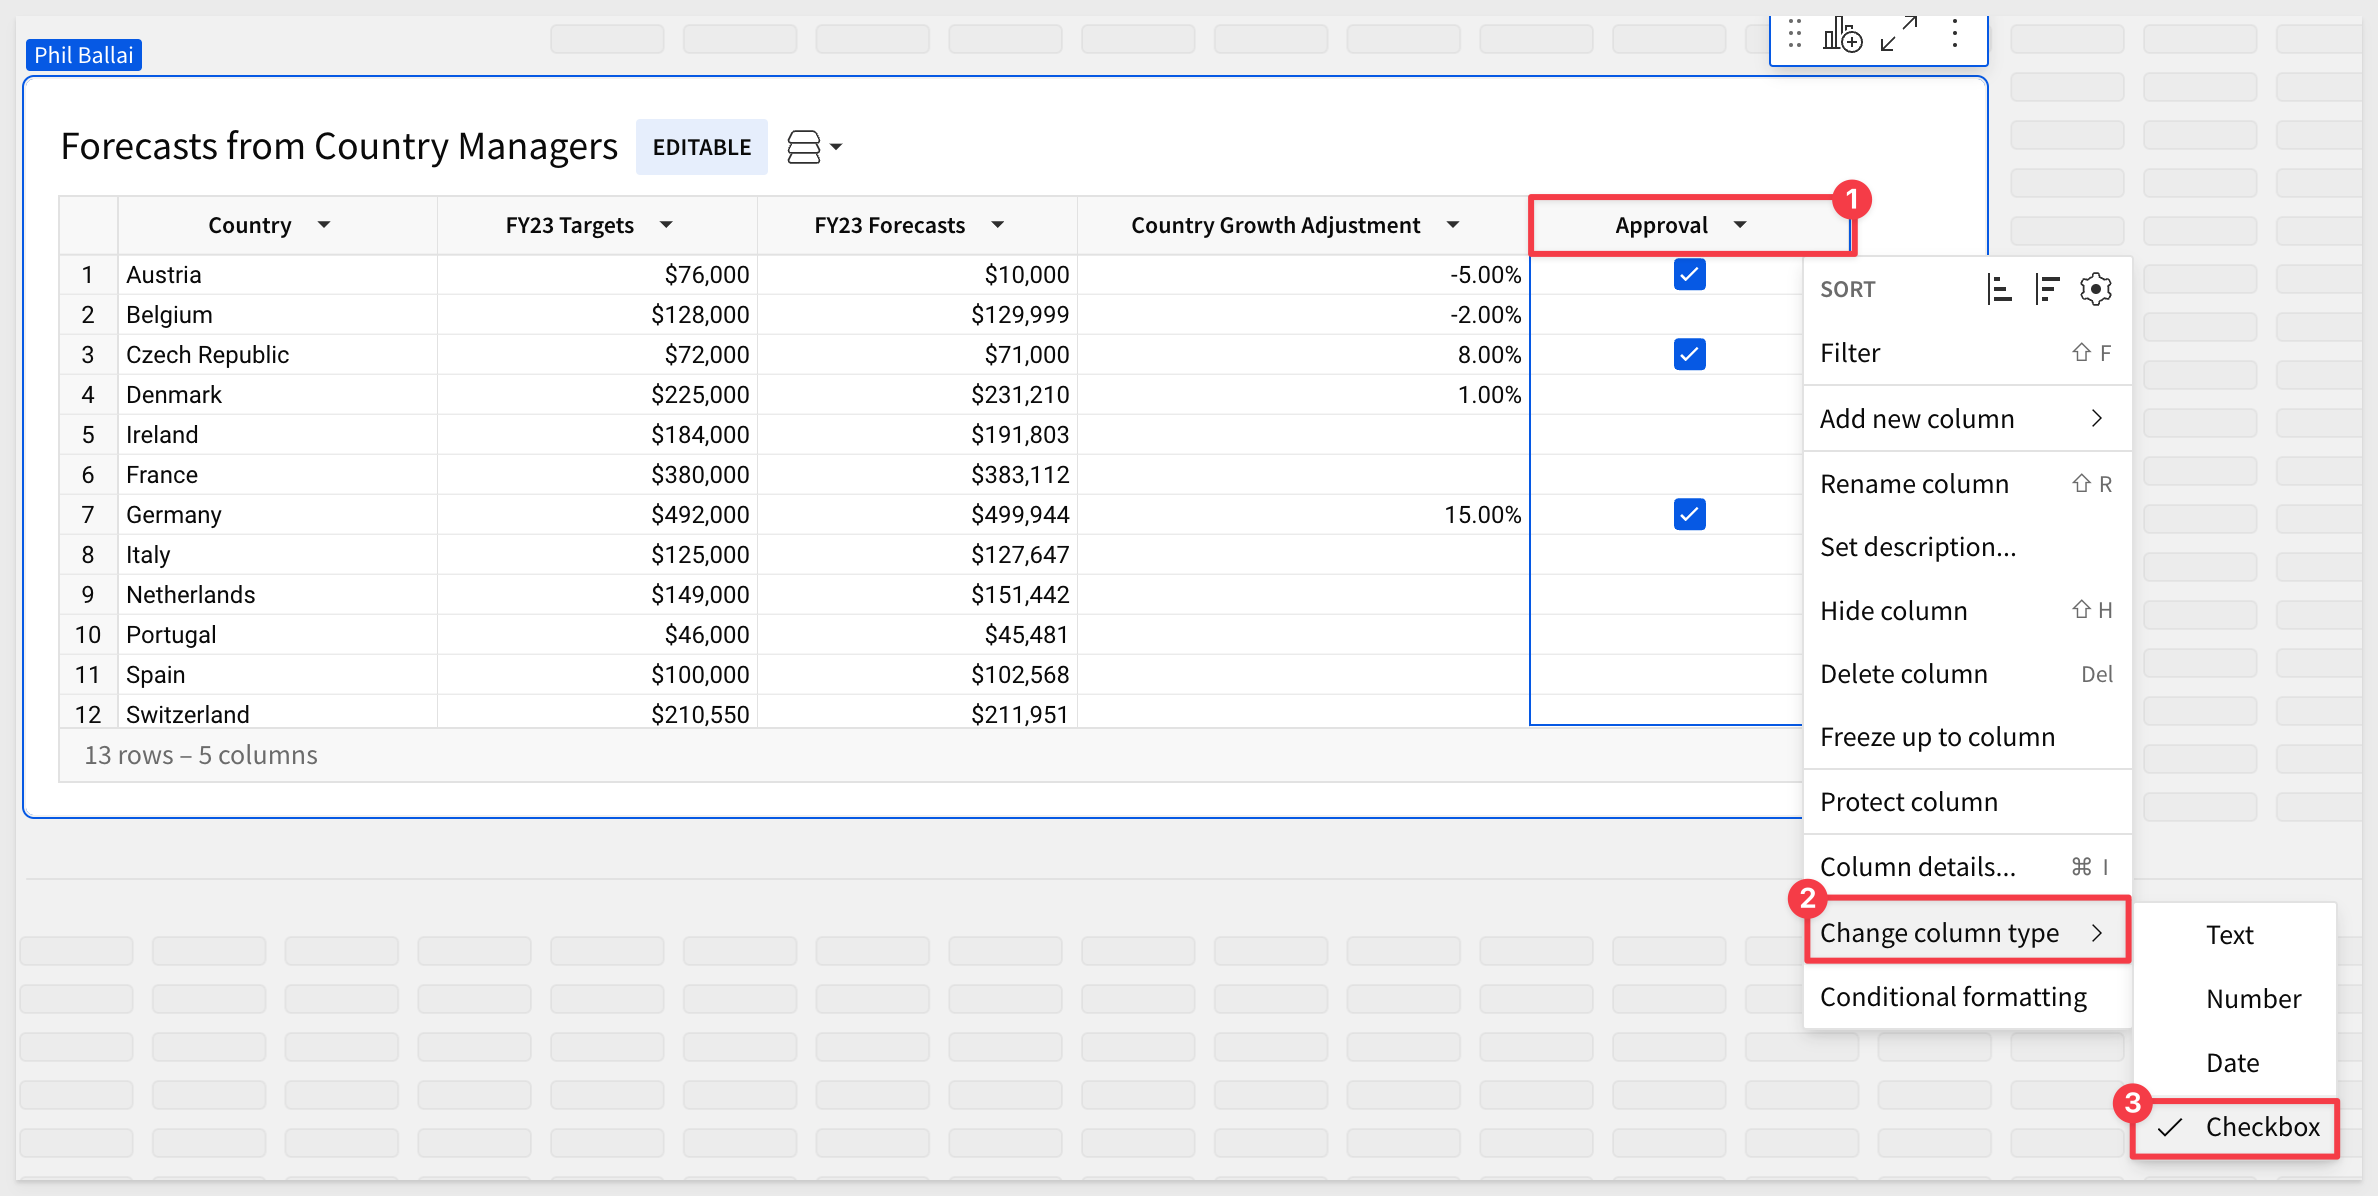 Phil Ballai
Forecasts from Country Managers EDITABLE
Country FY23 Targets FY23 Forecasts Country Growth Adjustment Approval 1
1 Austria $76,000 $10,000 -5.00%
2 Belgium $128,000 $129,999 -2.00%
3 Czech Republic $72,000 $71,000 8.00%
4 Denmark $225,000 $231,210 1.00%
5 Ireland $184,000 $191,803
6 France $380,000 $383,112
7 Germany $492,000 $499,944 15.00%
8 Italy $125,000 $127,647
9 Netherlands $149,000 $151,442
10 Portugal $46,000 $45,481
11 Spain $100,000 $102,568
12 Switzerland $210,550 $211,951
13 rows – 5 columns
SORT
Filter ⇧ F
Add new column
Rename column ⇧ R
Set description...
Hide column ⇧ H
Delete column Del
Freeze up to column
Protect column
Column details... ⌘ I
2 Change column type
Conditional formatting
Text
Number
Date
3 Checkbox